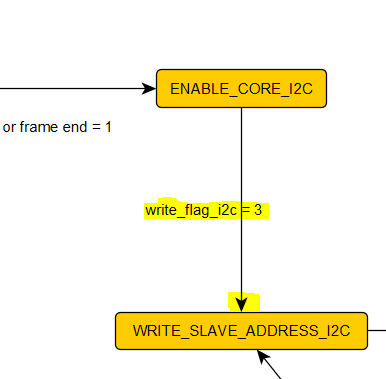 ENABLE_CORE_I2C
or frame end = 1
write_flag_i2c = 3
WRITE_SLAVE_ADDRESS_I2C